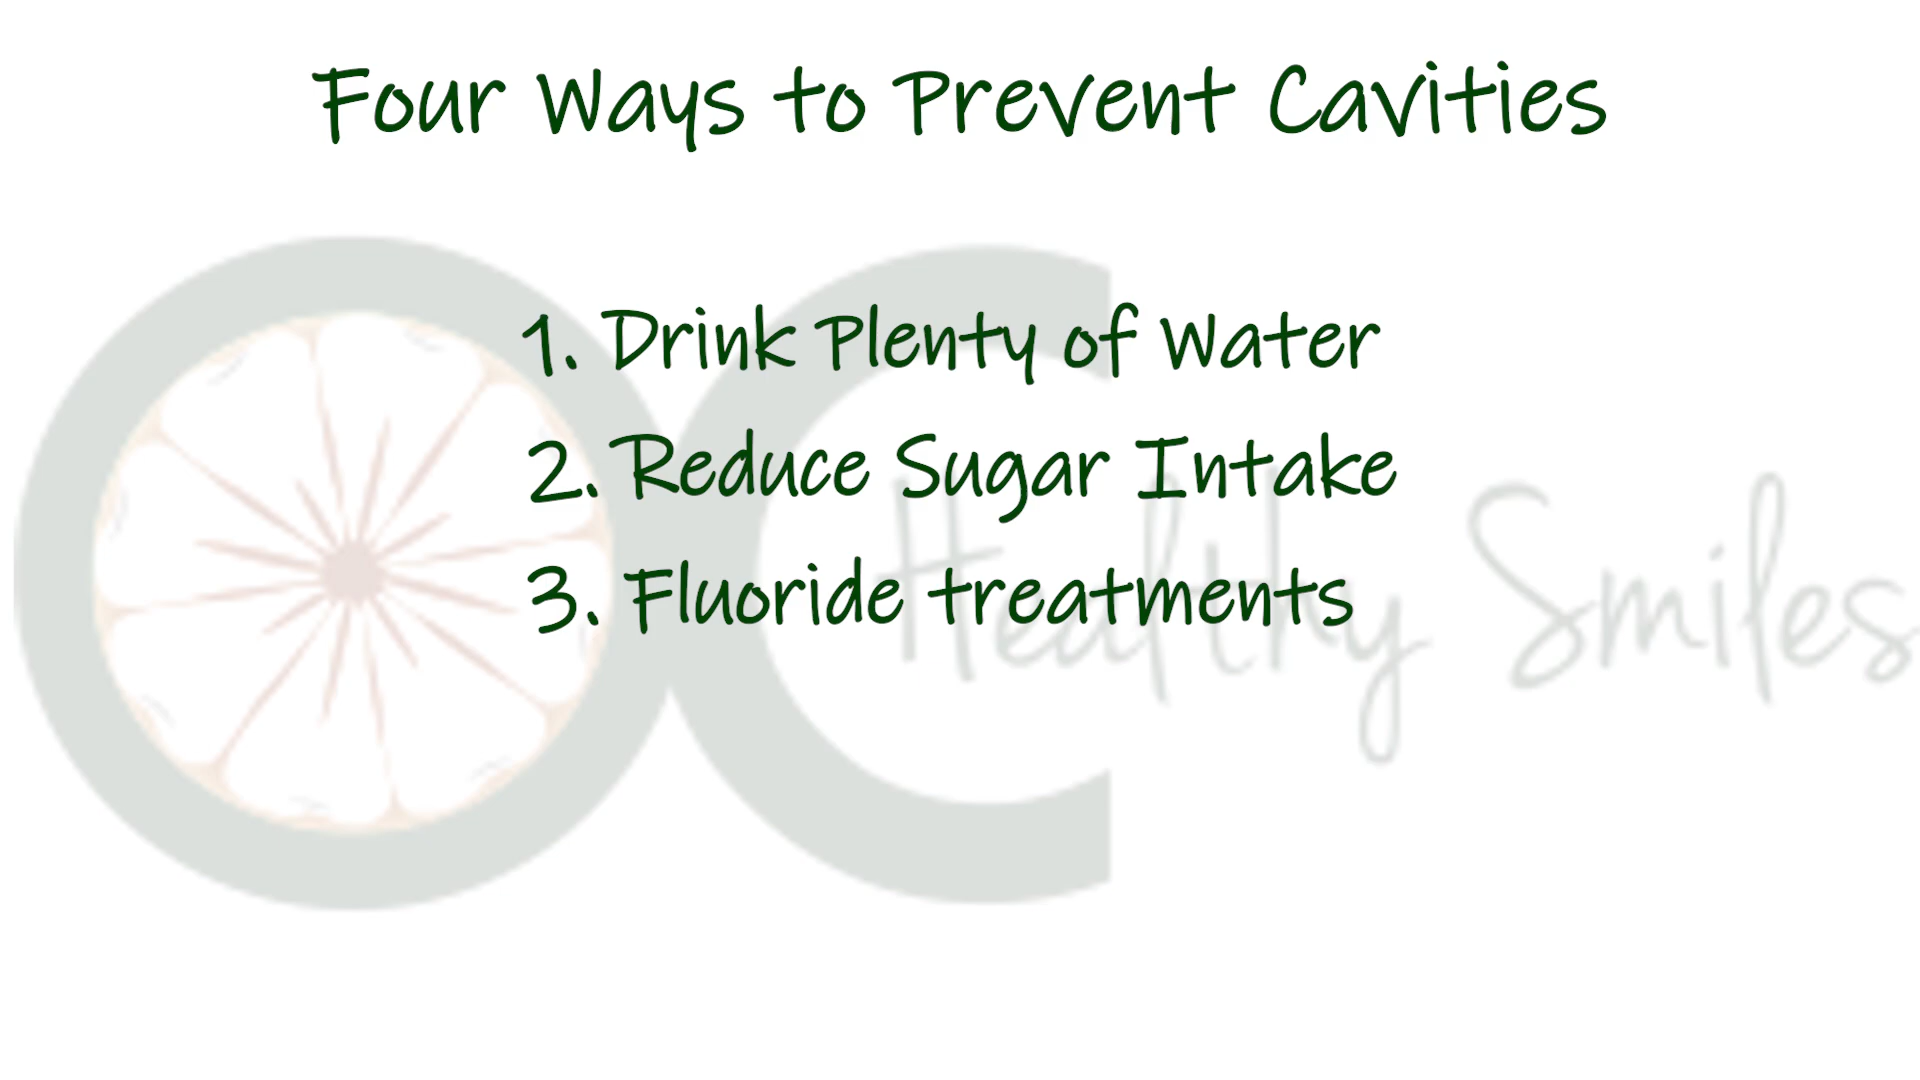 Four Ways to Prevent Cavities
1. Drink Plenty of Water
2. Reduce Sugar Intake
3. Fluoride treatments
OC
Healthy Smiles